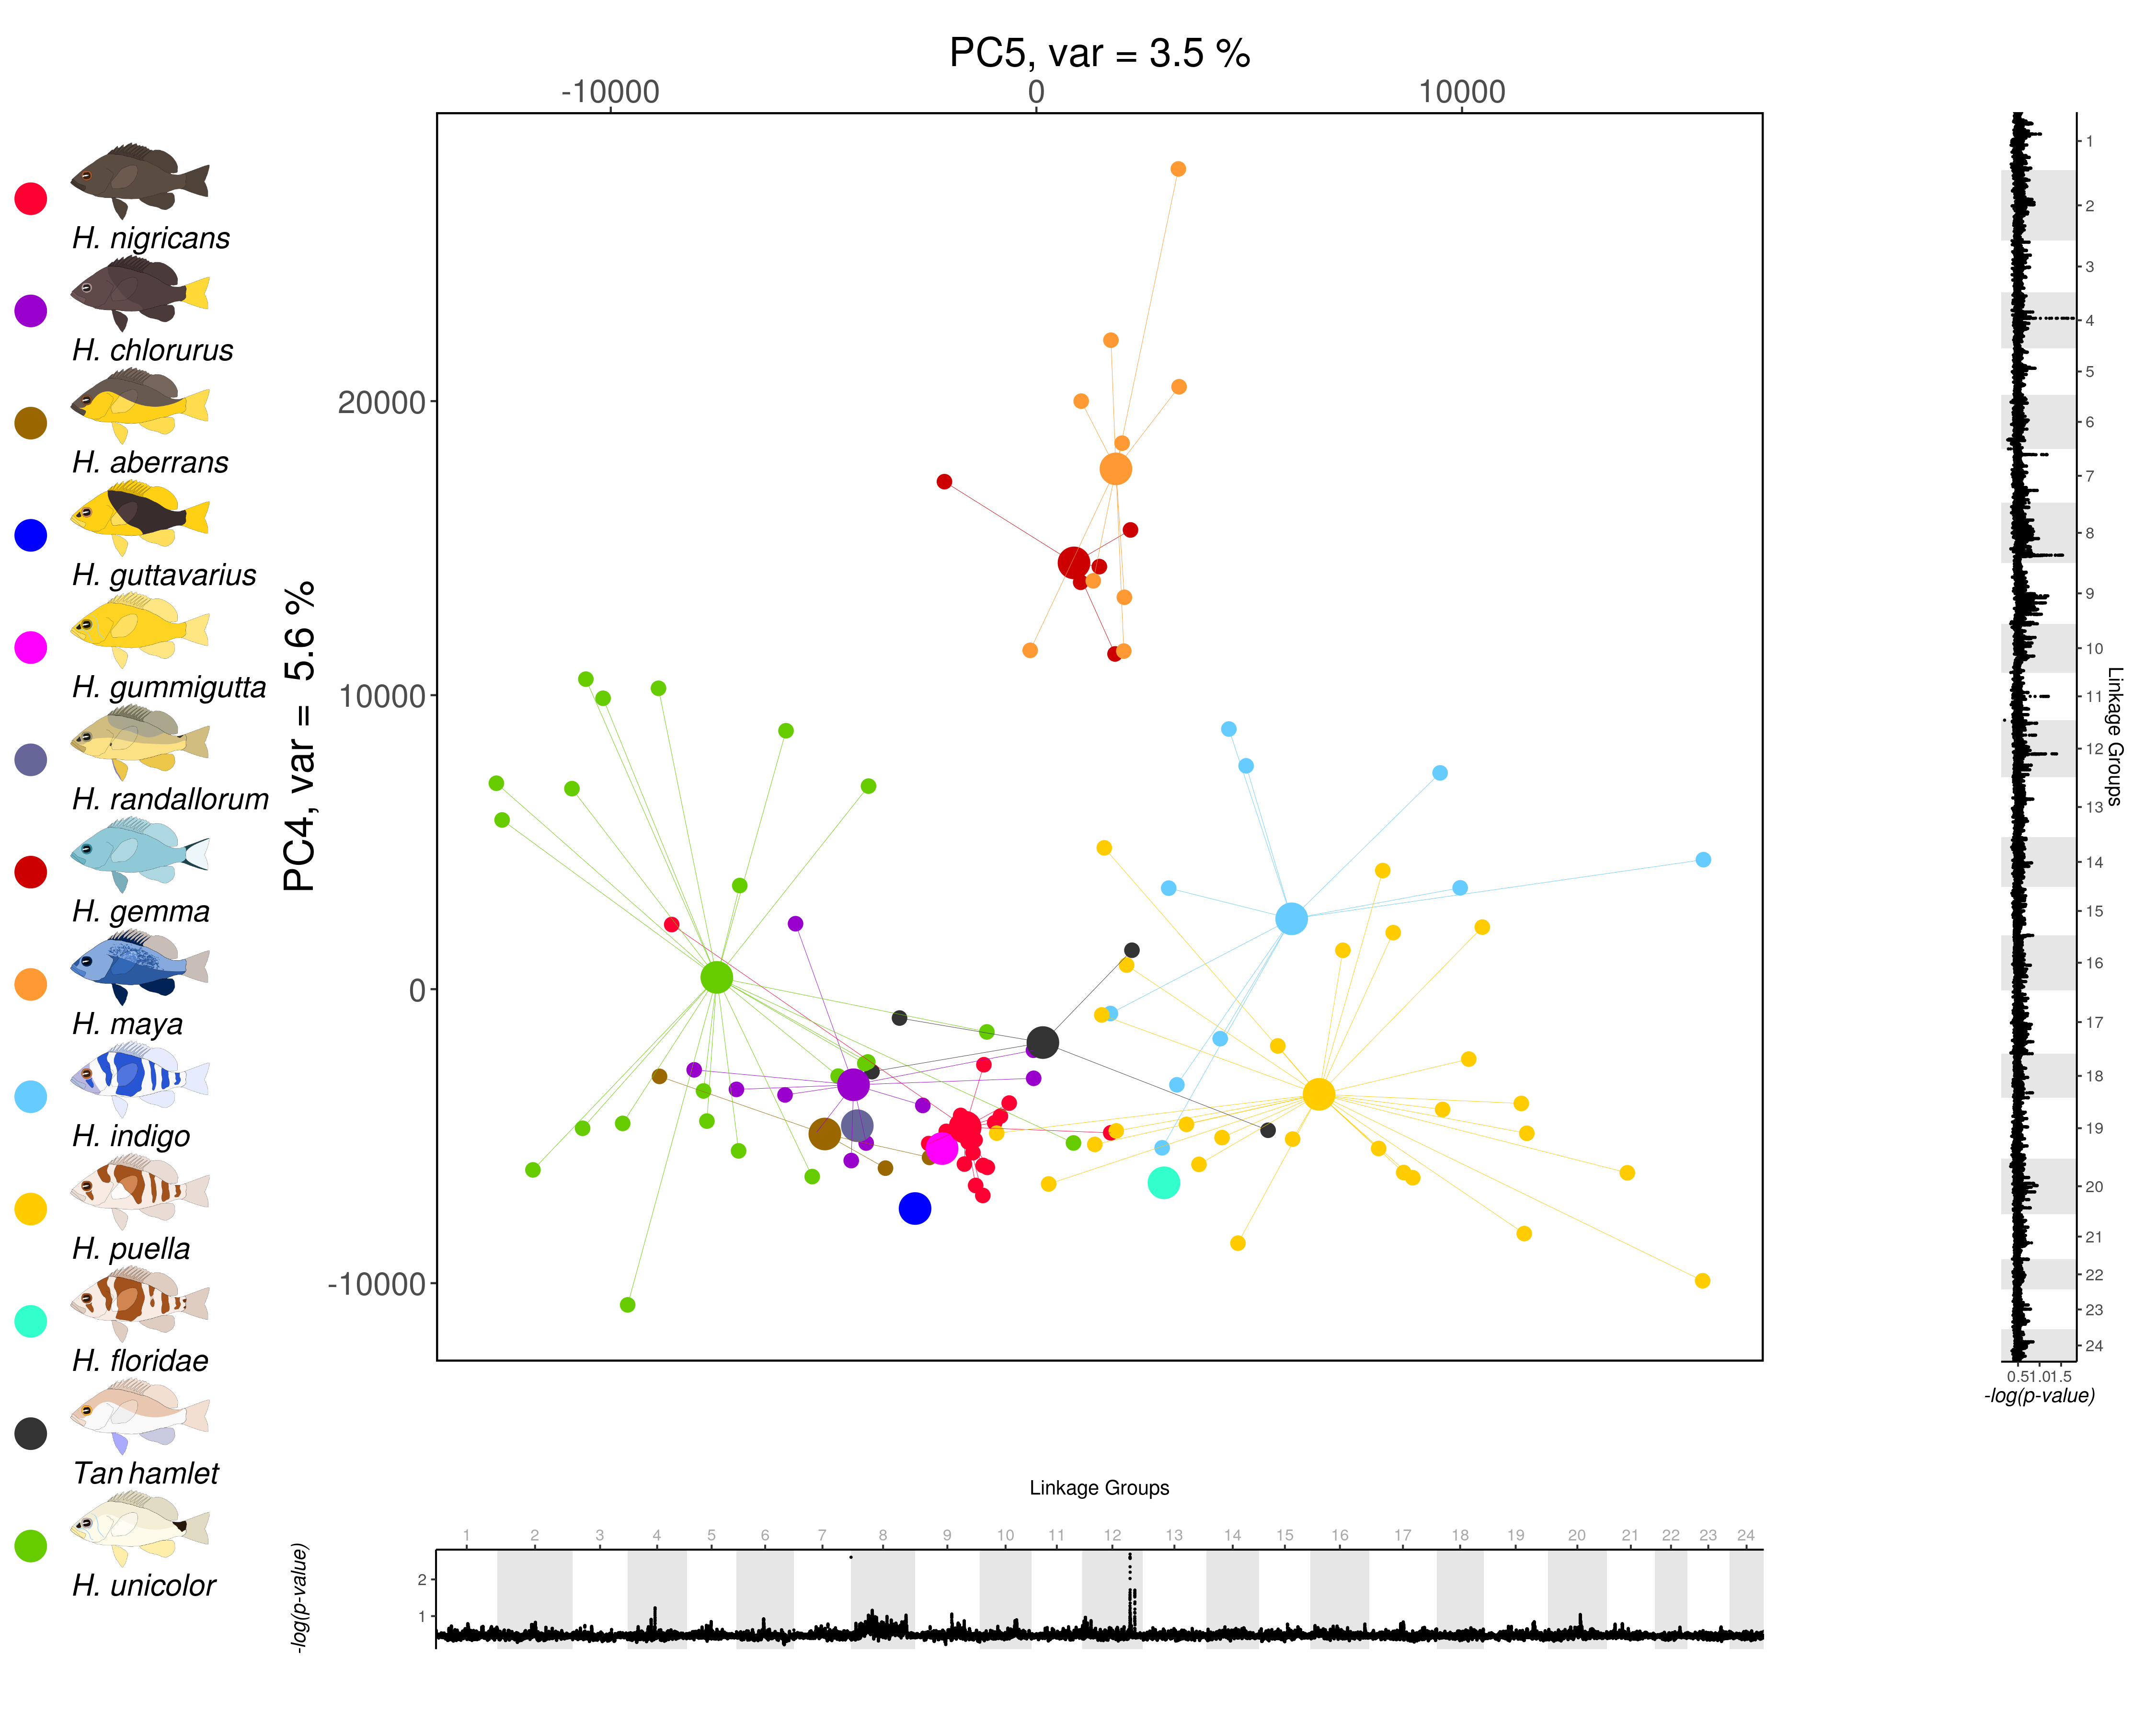 PC5, var = 3.5 %
-10000 0 10000
H. nigricans
H. chlorurus
H. aberrans
H. guttavarius
H. gummigutta
H. randallorum
H. gemma
H. maya
H. indigo
H. puella
H. floridae
Tan hamlet
H. unicolor
PC4, var = 5.6 %
20000
10000
0
-10000
1
2
3
4
5
6
7
8
9
10
11
12
13
14
15
16
17
18
19
20
21
22
23
24
Linkage Groups
0.51.01.5
-log(p-value)
Linkage Groups
1 2 3 4 5 6 7 8 9 10 11 12 13 14 15 16 17 18 19 20 21 22 23 24
-log(p-value)
2
1